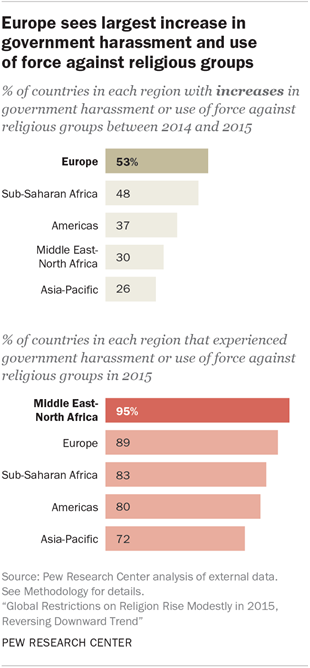 Europe sees largest increase in
government harassment and use
of force against religious groups
% of countries in each region with increases in
government harassment or use of force against
religious groups between 2014 and 2015
Europe 53%
Sub-Saharan Africa 48
Americas 37
Middle East-
North Africa 30
Asia-Pacific 26
% of countries in each region that experienced
government harassment or use of force against
religious groups in 2015
Middle East-
North Africa 95%
Europe 89
Sub-Saharan Africa 83
Americas 80
Asia-Pacific 72
Source: Pew Research Center analysis of external data.
See Methodology for details.
“Global Restrictions on Religion Rise Modestly in 2015,
Reversing Downward Trend”
PEW RESEARCH CENTER